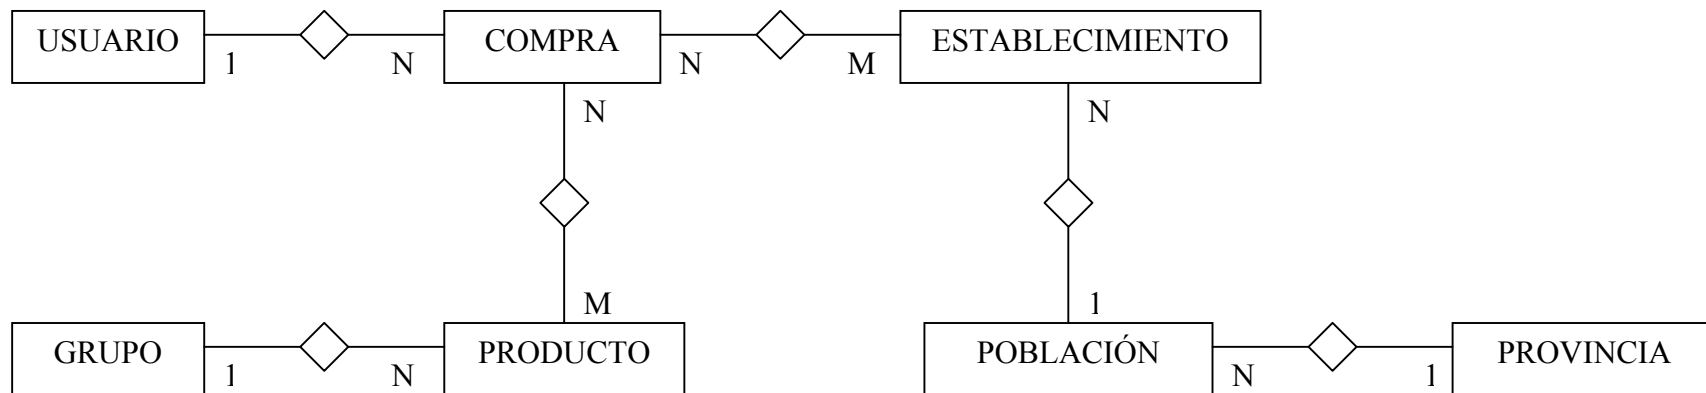 USUARIO
COMPRA
ESTABLECIMIENTO
1
N
N
M
N
N
M
1
GRUPO
PRODUCTO
POBLACIÓN
PROVINCIA
1
N
N
1